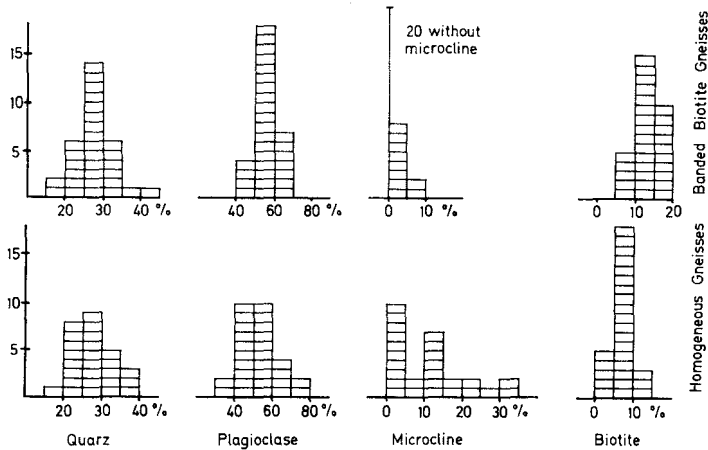 20 without
microcline
15
10
5
20 30 40 %
40 60 80 %
0 10 %
0 10 20
Banded Biotite Gneisses
15
10
5
20 30 40 %
40 60 80 %
0 10 20 30 %
0 10 %
Homogeneous Gneisses
Quarz
Plagioclase
Microcline
Biotite